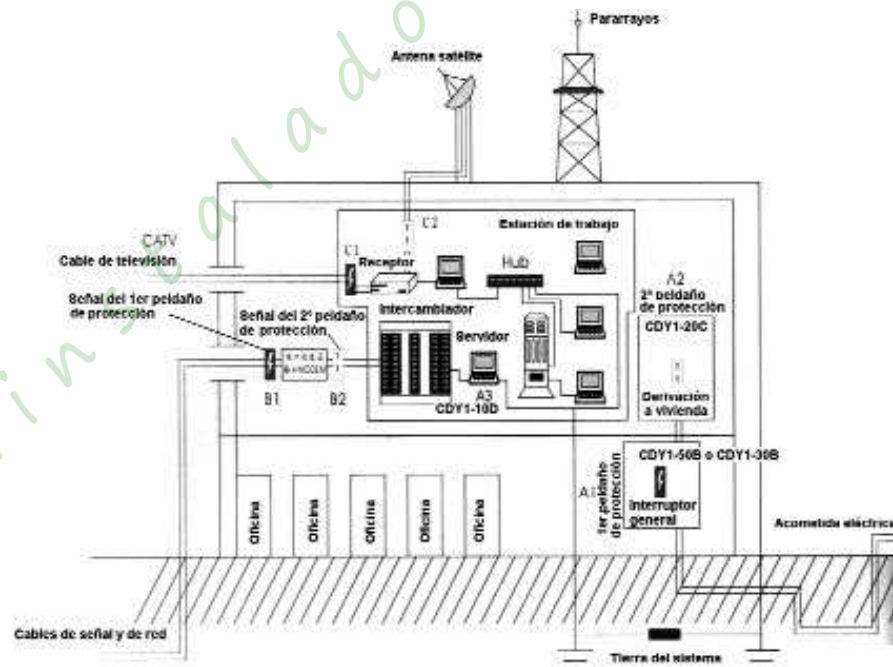 Pararrayos
Antena satélite
Estación de trabajo
C2
CATV
C1
Receptor
Hub
Cable de televisión
A2
Señal del 1er peldaño
de protección
Señal del 2º peldaño
de protección
Intercambiador
2º peldaño de
protección
CDY1-20C
Servidor
B1
B2
A3
CDY1-10D
Derivación
a vivienda
CDY1-50B o CDY1-30B
A1
1er peldaño
de protección
Interruptor
general
Oficina
Oficina
Oficina
Oficina
Oficina
Acometida eléctrica
Cables de señal y de red
Tierra del sistema